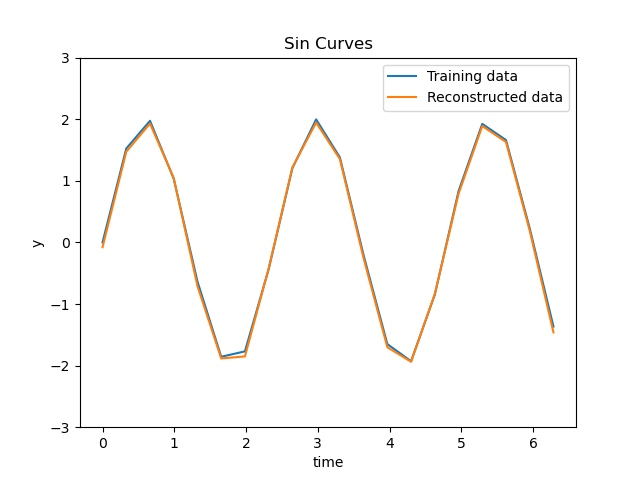 Sin Curves
Training data
Reconstructed data
3
2
1
0
−1
−2
−3
y
0 1 2 3 4 5 6
time